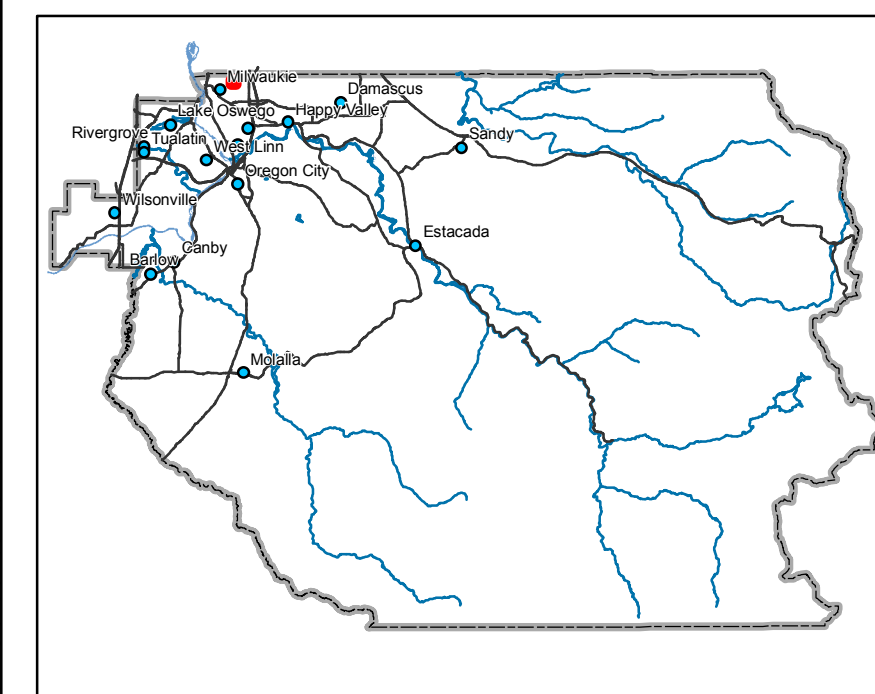 Milwaukie
Damascus
Lake Oswego
Happy Valley
Rivergrove
Tualatin
Sandy
West Linn
Oregon City
Wilsonville
Estacada
Canby
Barlow
Molalla